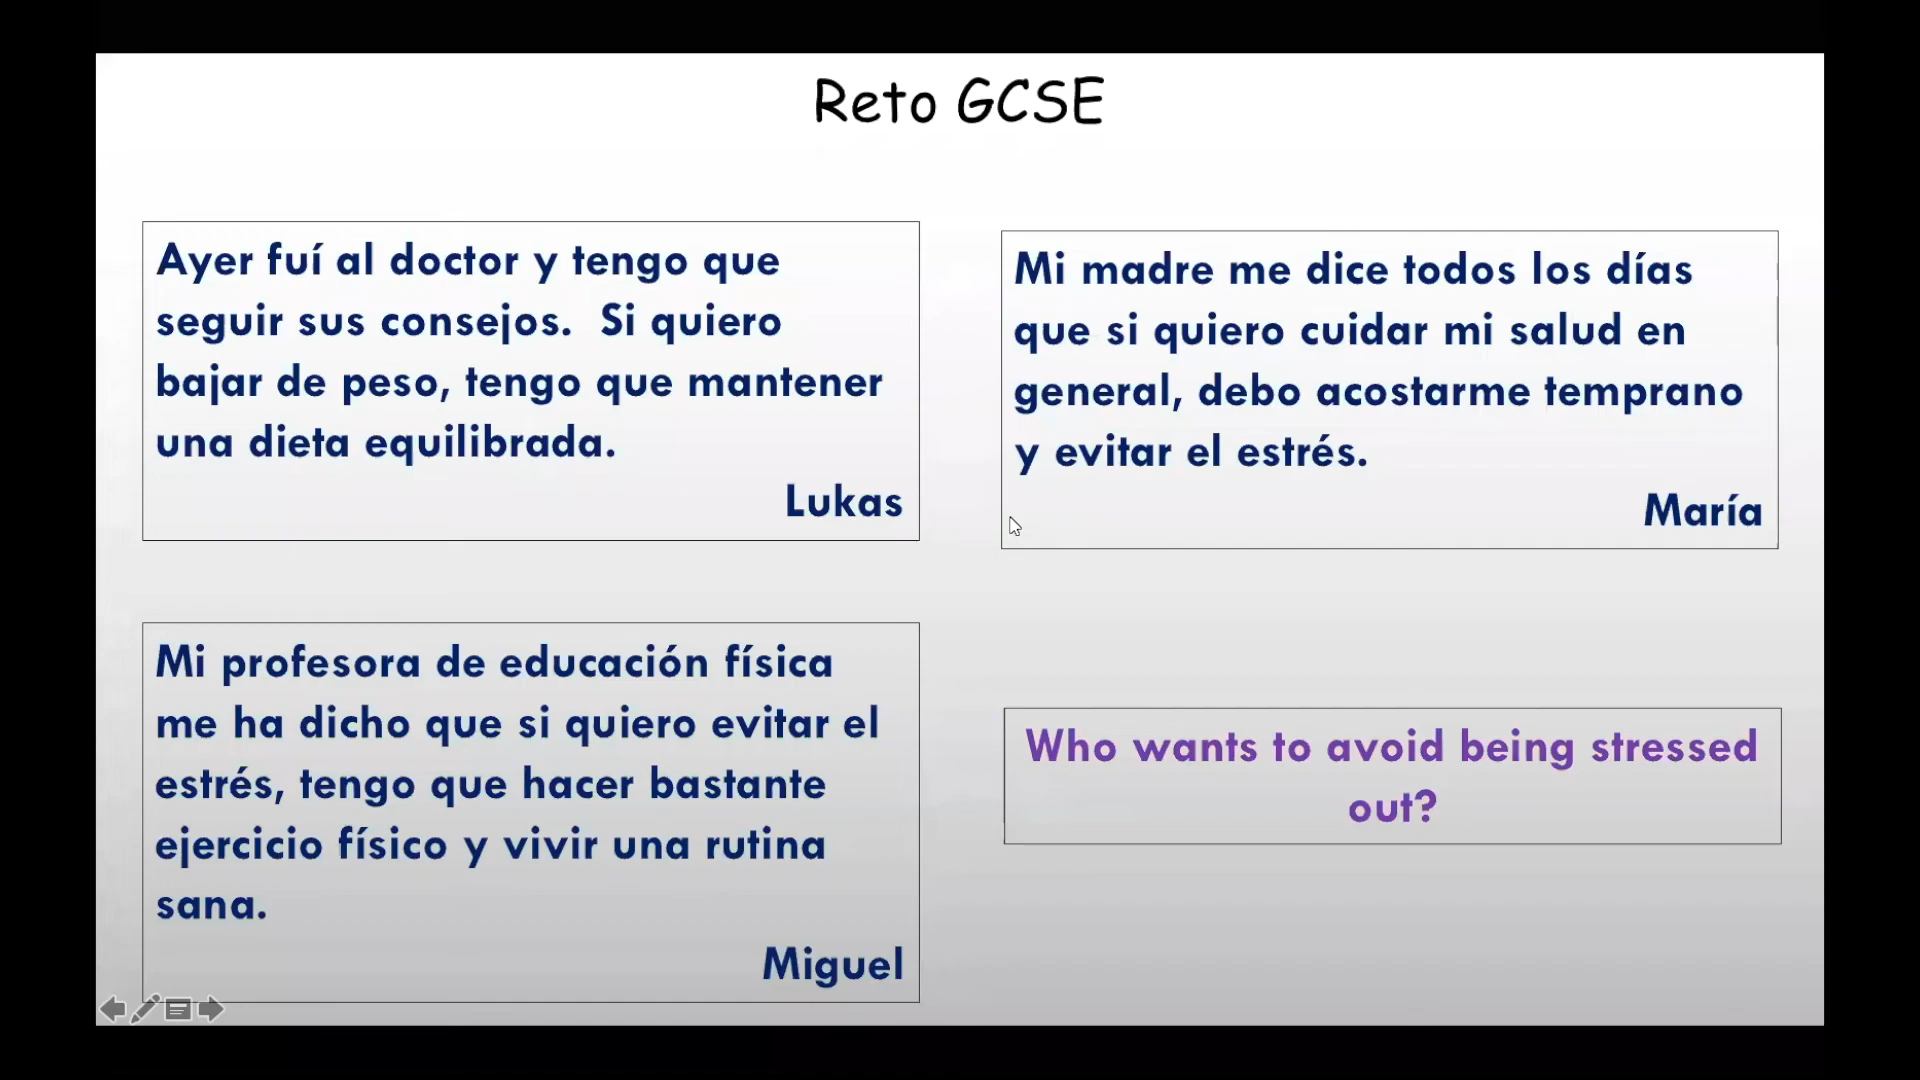 Reto GCSE
Ayer fuí al doctor y tengo que
seguir sus consejos.  Si quiero
bajar de peso, tengo que mantener
una dieta equilibrada.
Lukas
Mi madre me dice todos los días
que si quiero cuidar mi salud en
general, debo acostarme temprano
y evitar el estrés.
María
Mi profesora de educación física
me ha dicho que si quiero evitar el
estrés, tengo que hacer bastante
ejercicio físico y vivir una rutina
sana.
Miguel
Who wants to avoid being stressed
out?